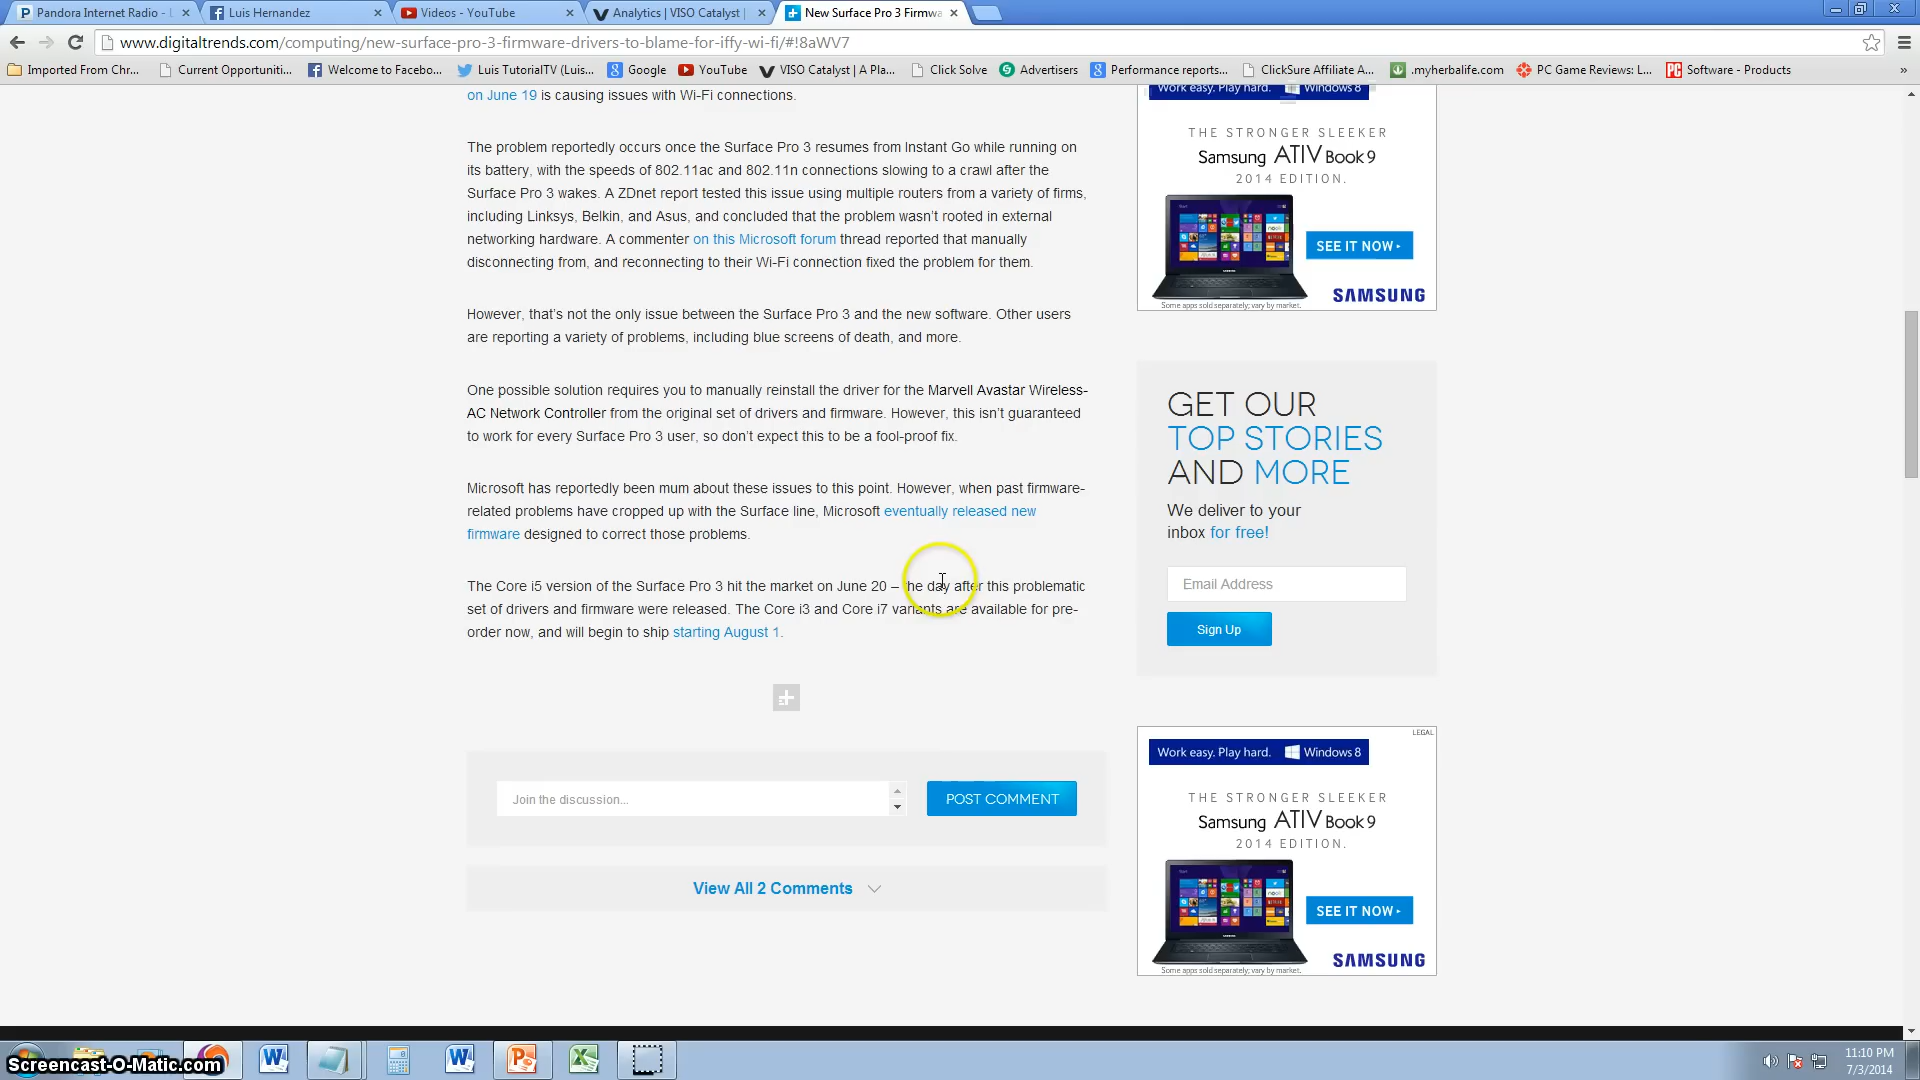 Pandora Internet Radio - L
Luis Hernandez
Videos - YouTube
Analytics | VISO Catalyst |
New Surface Pro 3 Firmwa
www.digitaltrends.com/computing/new-surface-pro-3-firmware-drivers-to-blame-for-iffy-wi-fi/#!8aWV7
Imported From Chr...
Current Opportuniti...
Welcome to Facebo...
Luis TutorialTV (Luis...
Google
YouTube
VISO Catalyst | A Pla...
Click Solve
Advertisers
Performance reports...
ClickSure Affiliate A...
.myherbalife.com
PC Game Reviews: L...
Software - Products
»
on June 19 is causing issues with Wi-Fi connections.
The problem reportedly occurs once the Surface Pro 3 resumes from Instant Go while running on
its battery, with the speeds of 802.11ac and 802.11n connections slowing to a crawl after the
Surface Pro 3 wakes. A ZDnet report tested this issue using multiple routers from a variety of firms,
including Linksys, Belkin, and Asus, and concluded that the problem wasn't rooted in external
networking hardware. A commenter on this Microsoft forum thread reported that manually
disconnecting from, and reconnecting to their Wi-Fi connection fixed the problem for them.
However, that's not the only issue between the Surface Pro 3 and the new software. Other users
are reporting a variety of problems, including blue screens of death, and more.
One possible solution requires you to manually reinstall the driver for the Marvell Avastar Wireless-
AC Network Controller from the original set of drivers and firmware. However, this isn't guaranteed
to work for every Surface Pro 3 user, so don't expect this to be a fool-proof fix.
Microsoft has reportedly been mum about these issues to this point. However, when past firmware-
related problems have cropped up with the Surface line, Microsoft eventually released new
firmware designed to correct those problems.
The Core i5 version of the Surface Pro 3 hit the market on June 20 – the day after this problematic
set of drivers and firmware were released. The Core i3 and Core i7 variants are available for pre-
order now, and will begin to ship starting August 1.
Join the discussion...
POST COMMENT
View All 2 Comments
Work easy. Play hard. Windows 8
THE STRONGER SLEEKER
Samsung ATIV Book 9
2014 EDITION.
SEE IT NOW
SAMSUNG
Some apps sold separately; vary by market.
GET OUR
TOP STORIES
AND MORE
We deliver to your
inbox for free!
Email Address
Sign Up
LEGAL
Work easy. Play hard. Windows 8
THE STRONGER SLEEKER
Samsung ATIV Book 9
2014 EDITION.
SEE IT NOW
SAMSUNG
Some apps sold separately; vary by market.
Screencast-O-Matic.com
11:10 PM
7/3/2014